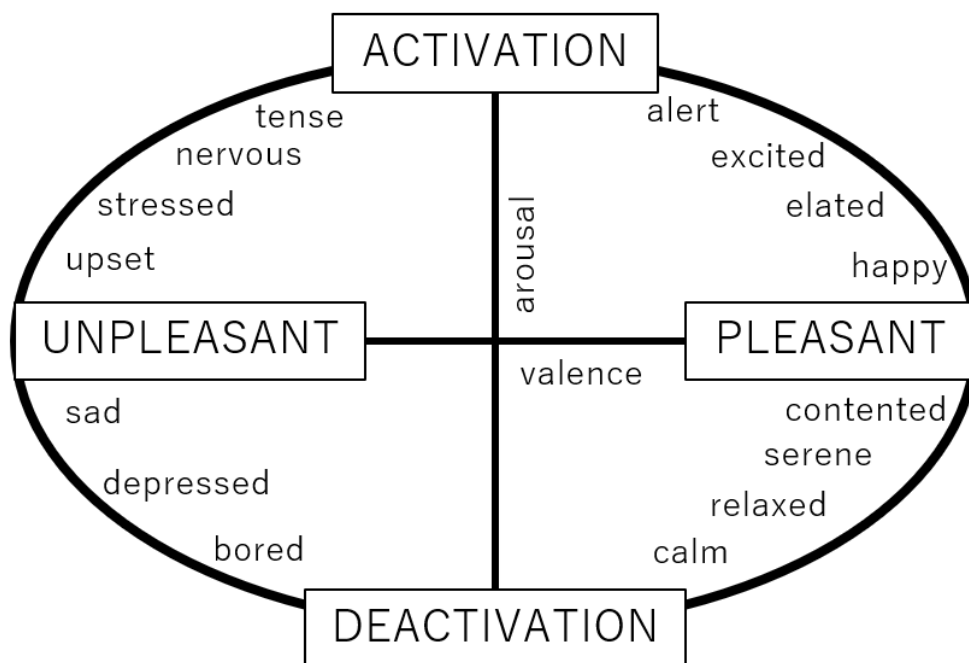 ACTIVATION
tense
alert
nervous
excited
stressed
elated
arousal
upset
happy
UNPLEASANT
PLEASANT
valence
sad
contented
serene
depressed
relaxed
bored
calm
DEACTIVATION